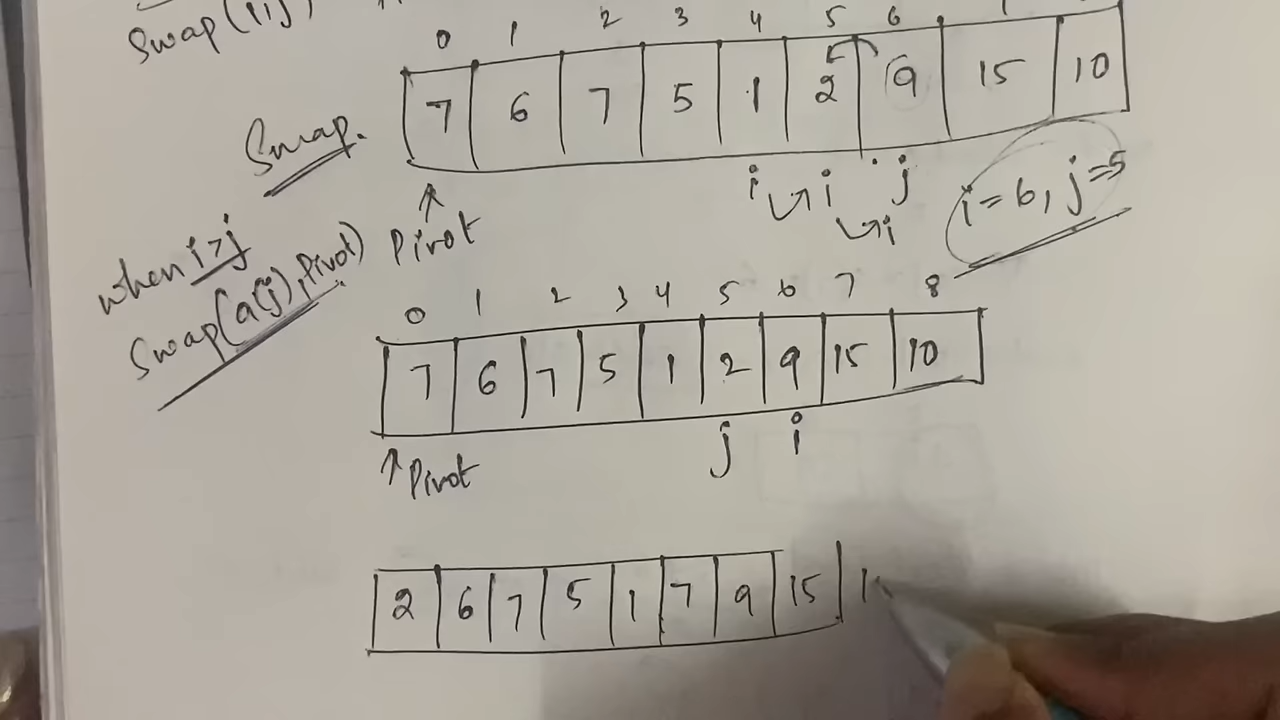 Swap(i,j)
0 1 2 3 4 5 6
7 6 7 5 1 2 9 15 10
Swap.
i i j
i
i=6, j=5
Pivot
when i>j
Swap(a(j), Pivot)
0 1 2 3 4 5 6 7 8
7 6 7 5 1 2 9 15 10
j i
Pivot
2 6 7 5 1 7 9 15 1